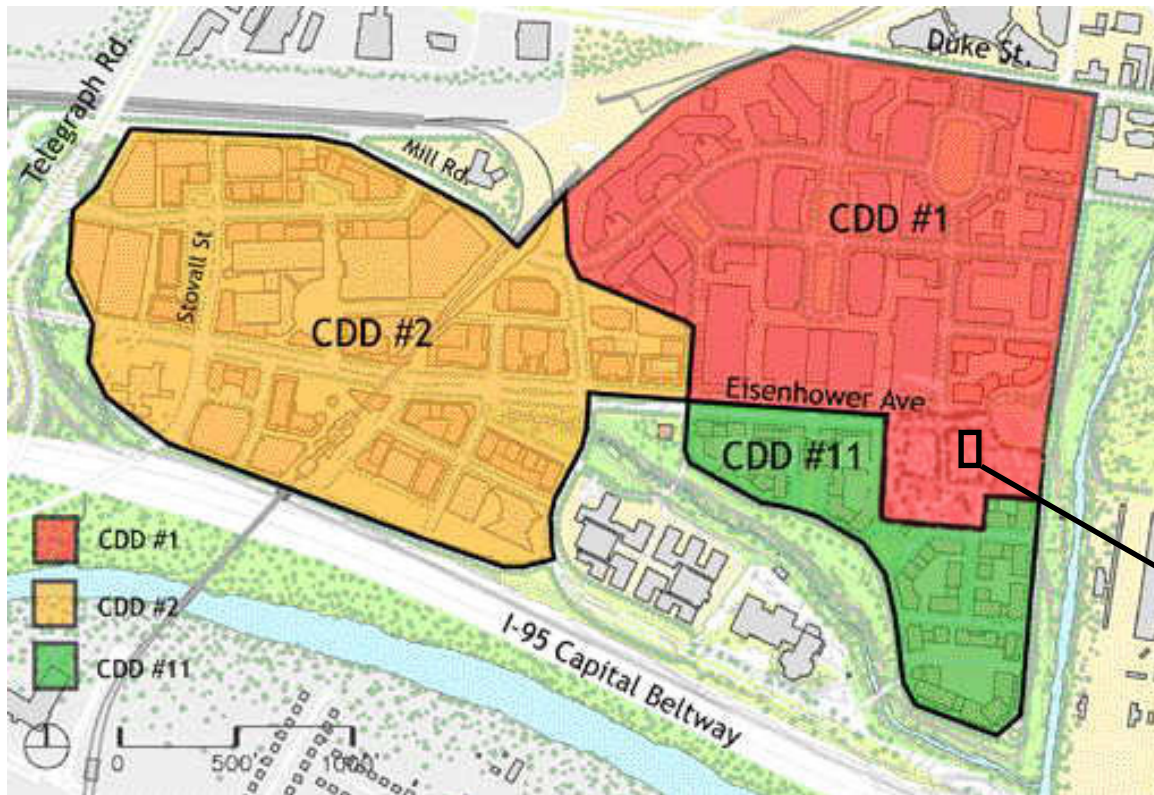 Duke St.
Telegraph Rd.
Mill Rd.
CDD #1
Stovall St
CDD #2
Eisenhower Ave
CDD #11
CDD #1
CDD #2
CDD #11
I-95 Capital Beltway
0 500' 1000'